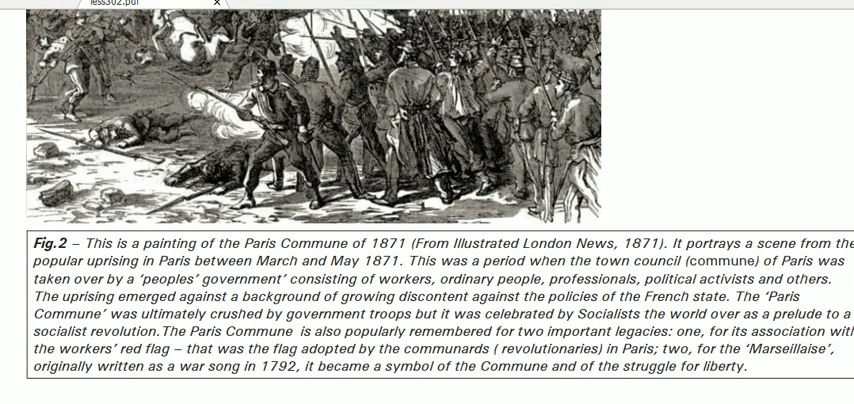 less302.pdf
Fig.2 – This is a painting of the Paris Commune of 1871 (From Illustrated London News, 1871). It portrays a scene from the
popular uprising in Paris between March and May 1871. This was a period when the town council (commune) of Paris was
taken over by a ‘peoples’ government’ consisting of workers, ordinary people, professionals, political activists and others.
The uprising emerged against a background of growing discontent against the policies of the French state. The ‘Paris
Commune’ was ultimately crushed by government troops but it was celebrated by Socialists the world over as a prelude to a
socialist revolution.The Paris Commune is also popularly remembered for two important legacies: one, for its association with
the workers’ red flag – that was the flag adopted by the communards ( revolutionaries) in Paris; two, for the ‘Marseillaise’,
originally written as a war song in 1792, it became a symbol of the Commune and of the struggle for liberty.